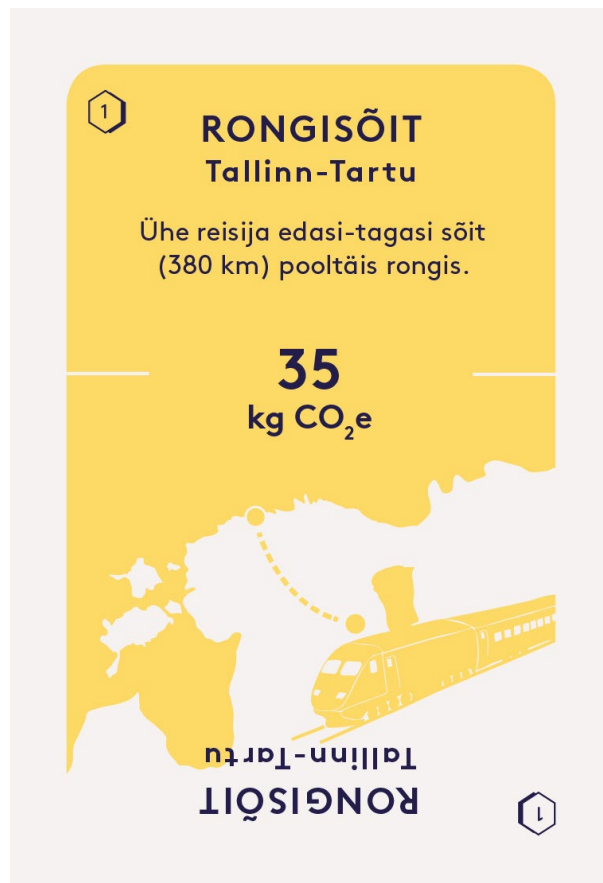 1
RONGISÕIT
Tallinn-Tartu
Ühe reisija edasi-tagasi sõit
(380 km) pooltäis rongis.
35
kg CO₂e
Tallinn-Tartu
RONGISÕIT
1